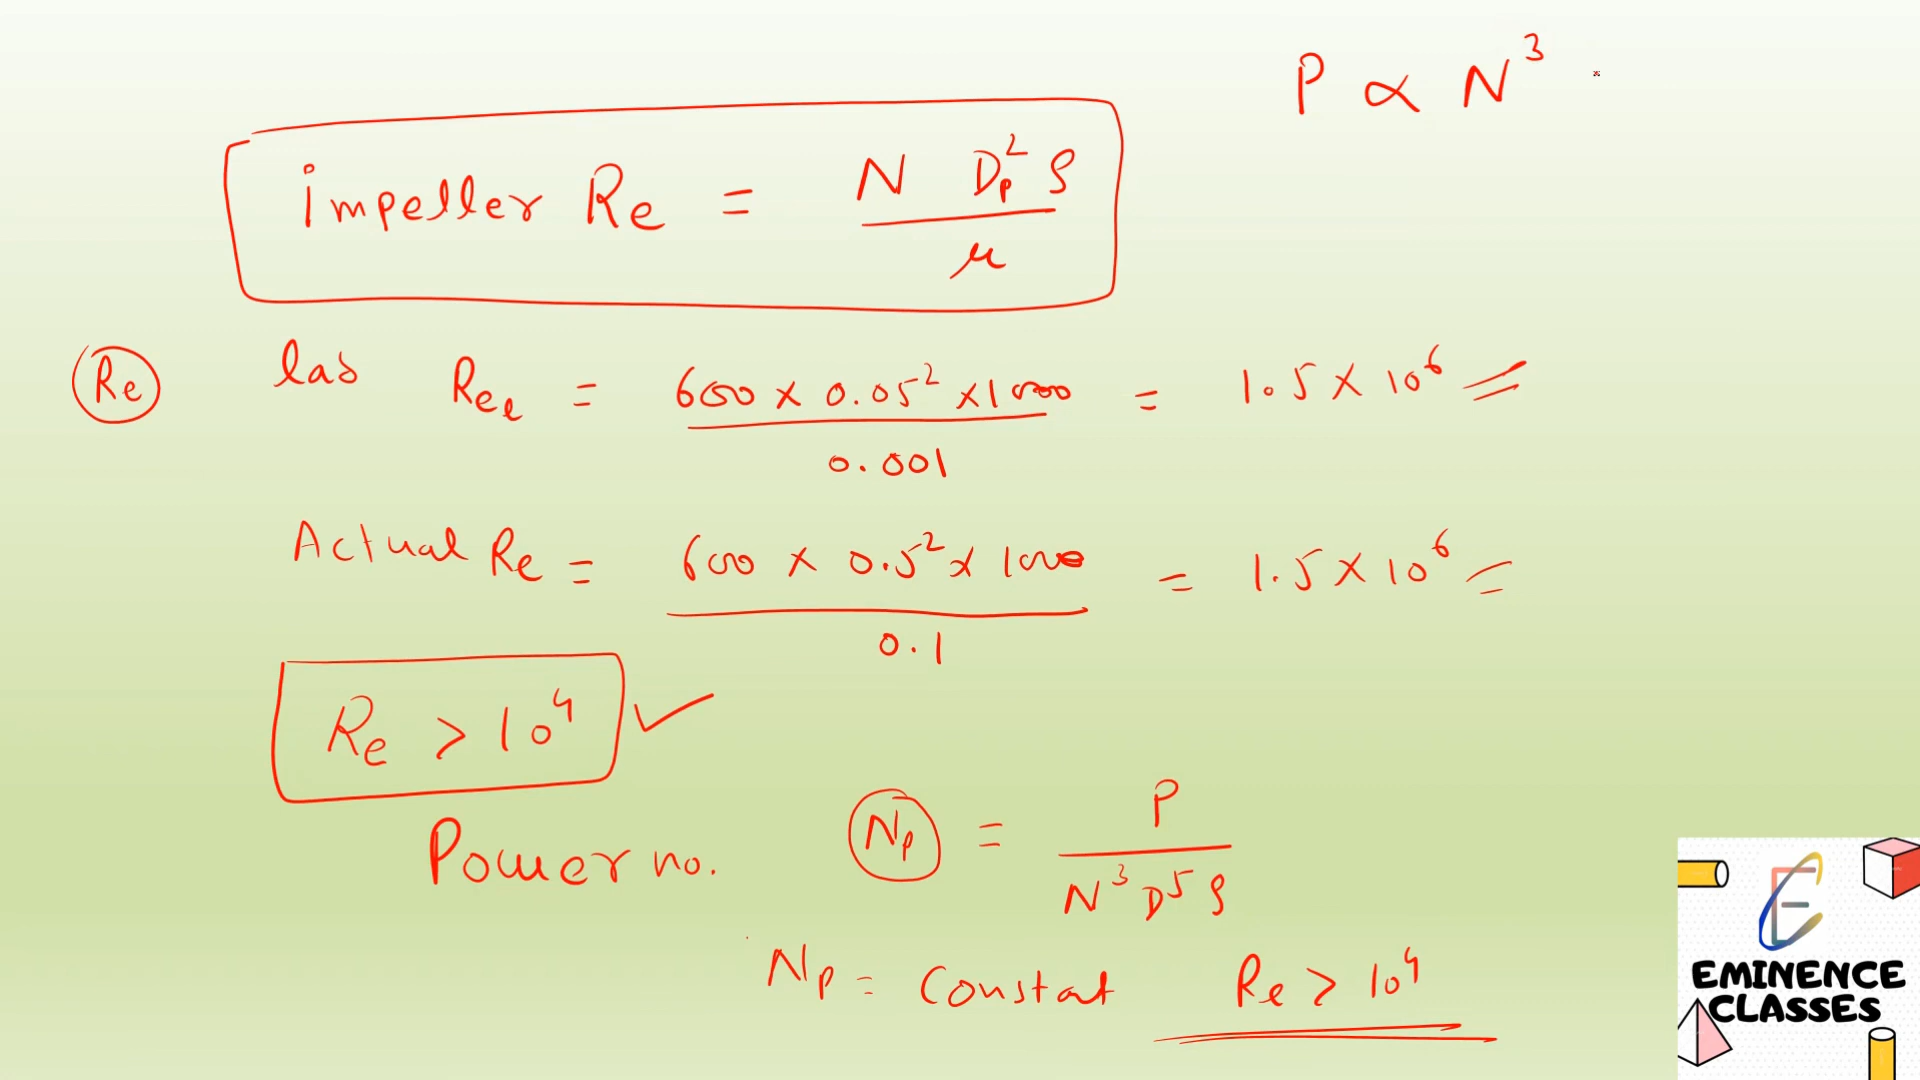 P ∝ N³
impeller Re = N Dp² ρ / μ
Re
lab Reℓ = 600 × 0.05² × 1000 / 0.001 = 1.5 × 10⁶
Actual Re = 600 × 0.5² × 1000 / 0.1 = 1.5 × 10⁶
Re > 10⁴
Power no. Np = P / N³ D⁵ ρ
Np = Constat Re > 10⁴
EMINENCE
CLASSES